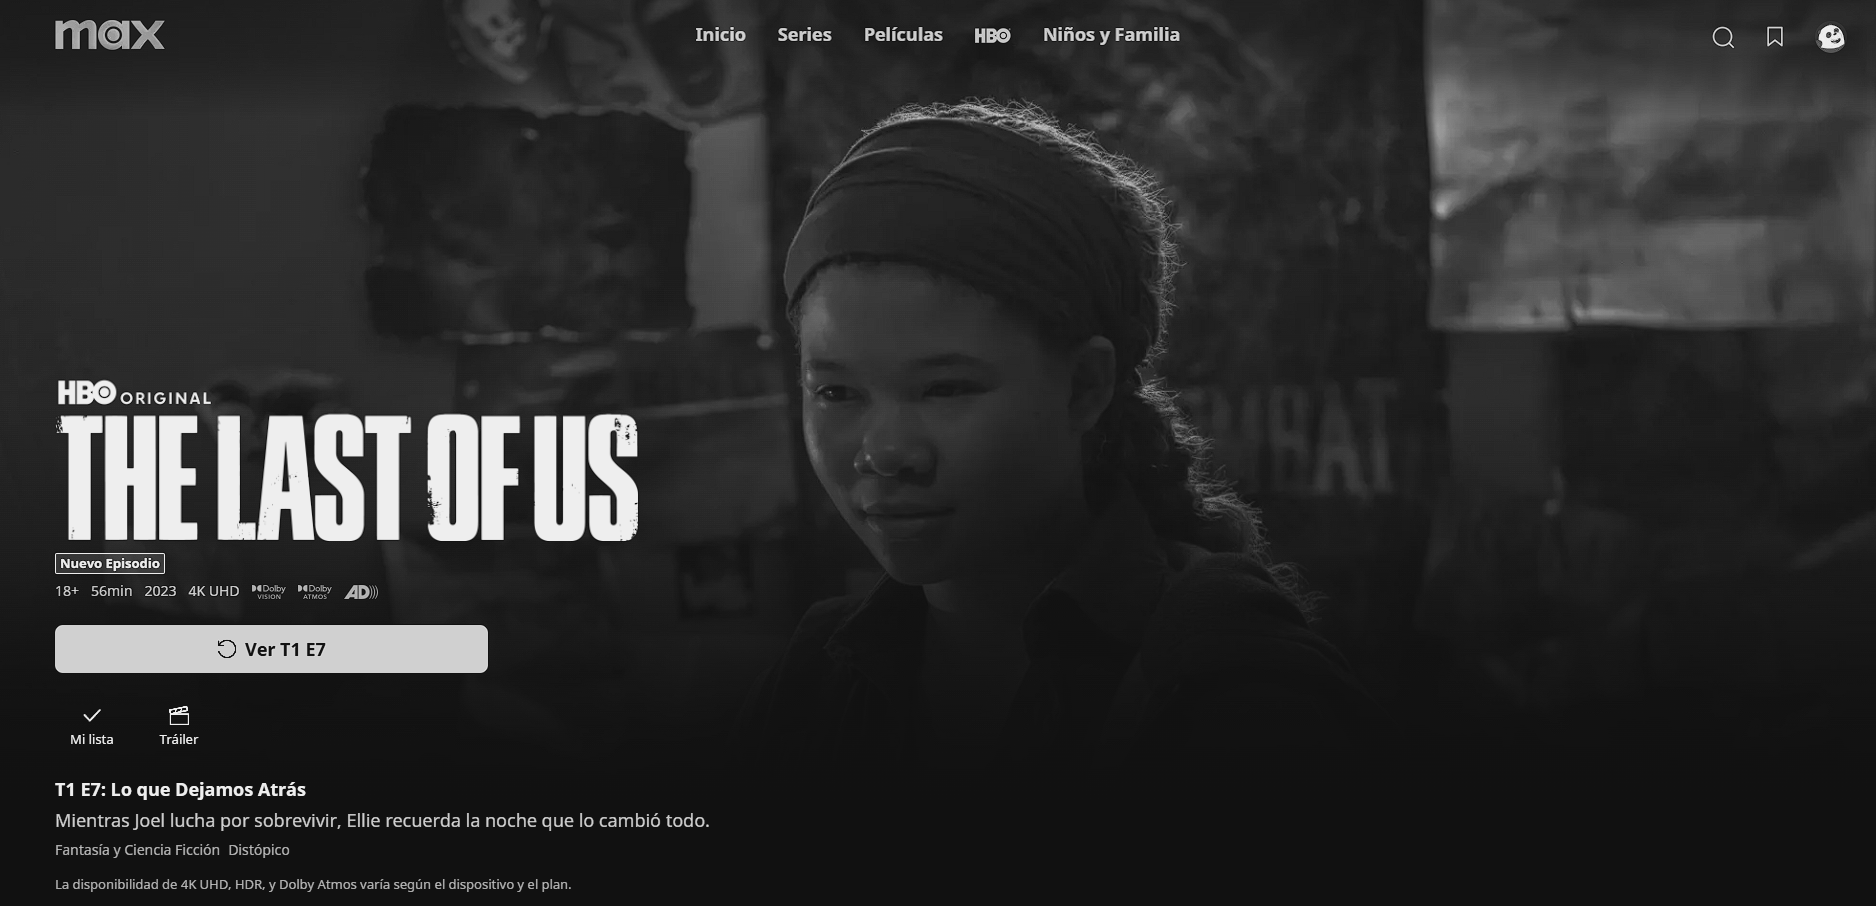 max
Inicio Series Películas HBO Niños y Familia
HBO ORIGINAL
THE LAST OF US
Nuevo Episodio
18+ 56min 2023 4K UHD Dolby VISION Dolby ATMOS AD)))
Ver T1 E7
Mi lista Tráiler
T1 E7: Lo que Dejamos Atrás
Mientras Joel lucha por sobrevivir, Ellie recuerda la noche que lo cambió todo.
Fantasía y Ciencia Ficción Distópico
La disponibilidad de 4K UHD, HDR, y Dolby Atmos varía según el dispositivo y el plan.